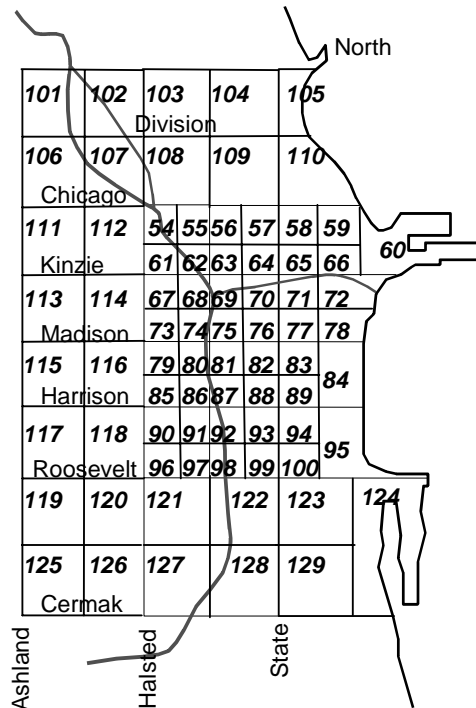 North
101 102 103 104 105
Division
106 107 108 109 110
Chicago
111 112 54 55 56 57 58 59
60
Kinzie 61 62 63 64 65 66
113 114 67 68 69 70 71 72
Madison 73 74 75 76 77 78
115 116 79 80 81 82 83
84
Harrison 85 86 87 88 89
117 118 90 91 92 93 94
95
Roosevelt 96 97 98 99 100
119 120 121 122 123 124
125 126 127 128 129
Cermak
Ashland
Halsted
State